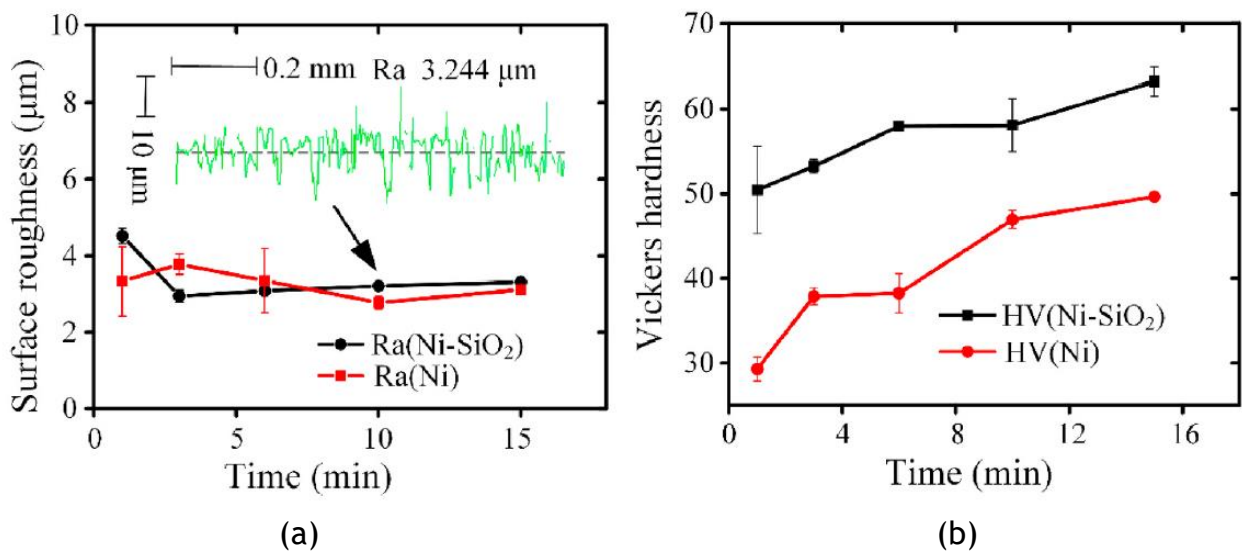 10
8
6
4
2
0
Surface roughness (μm)
0.2 mm Ra 3.244 μm
10 μm
Ra(Ni-SiO₂)
Ra(Ni)
0 5 10 15
Time (min)
(a)
70
60
50
40
30
Vickers hardness
HV(Ni-SiO₂)
HV(Ni)
0 4 8 12 16
Time (min)
(b)